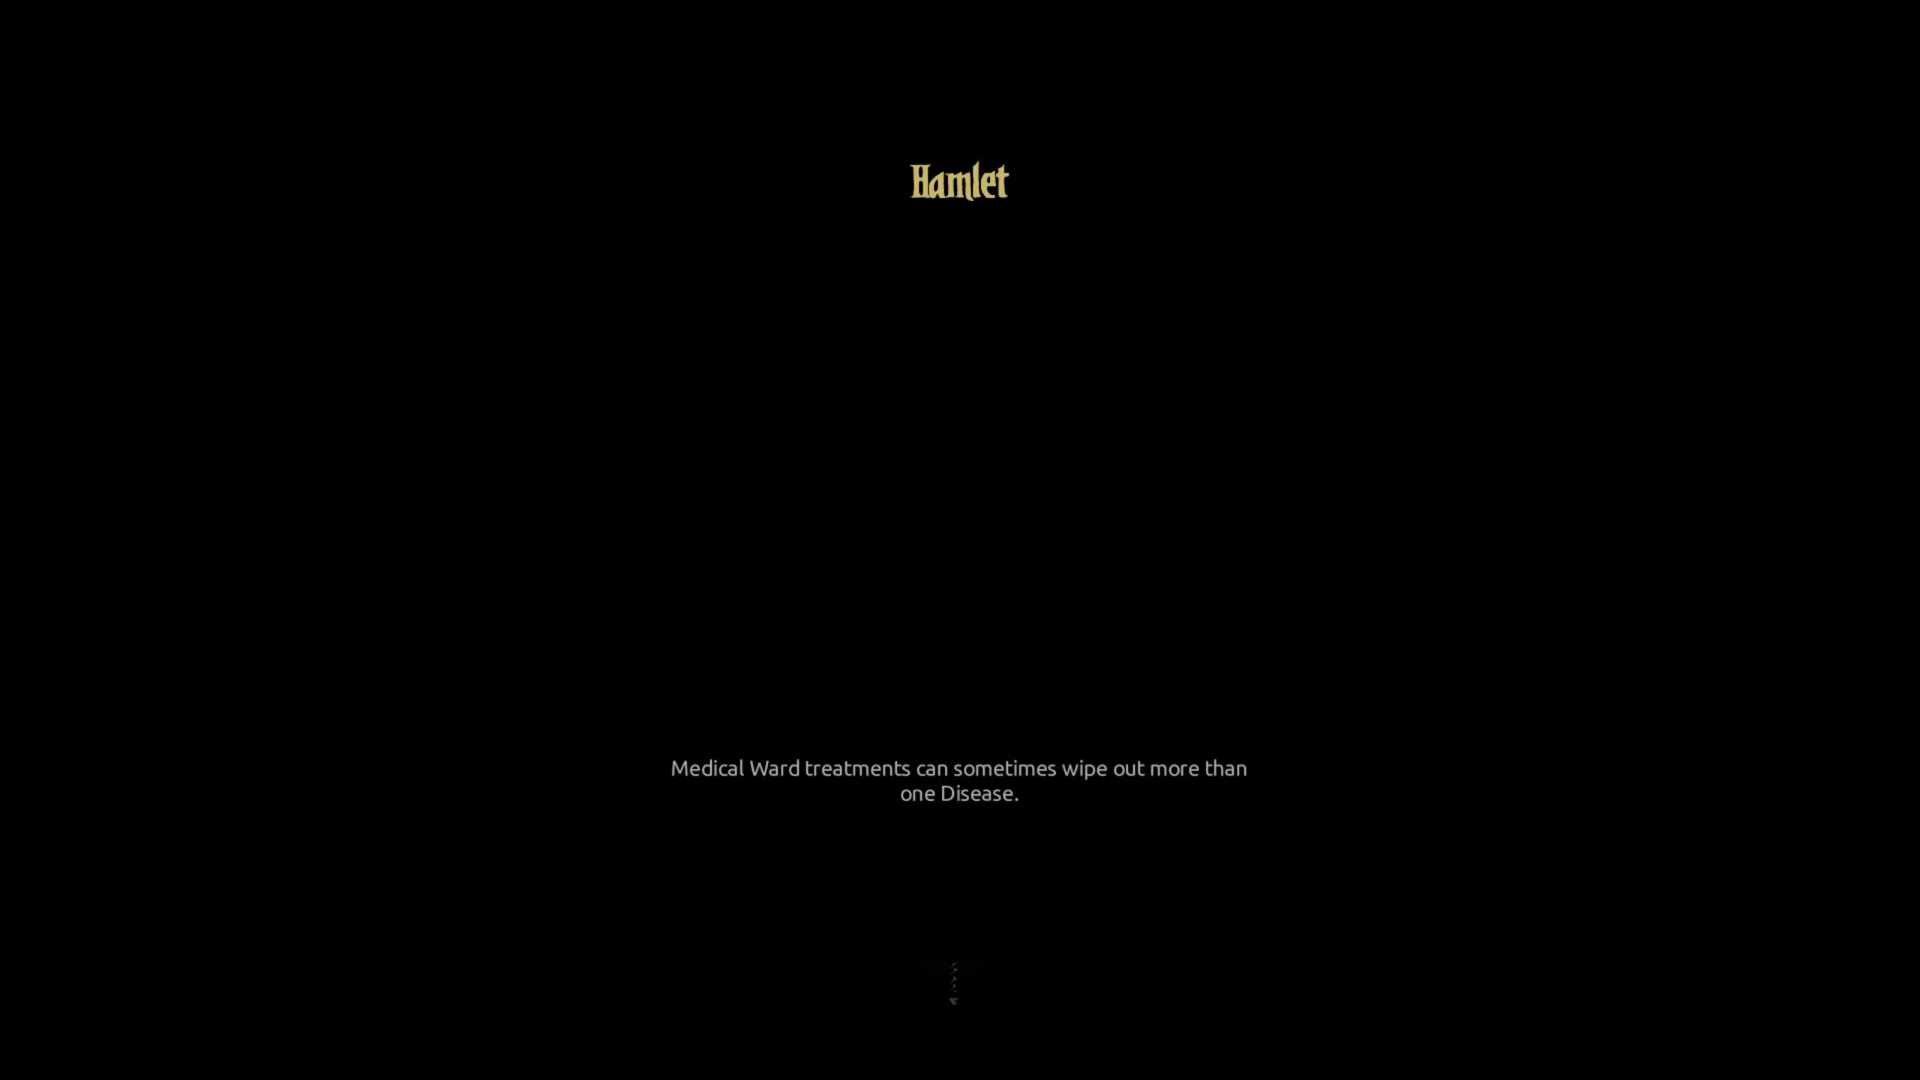 Hamlet
Medical Ward treatments can sometimes wipe out more than
one Disease.